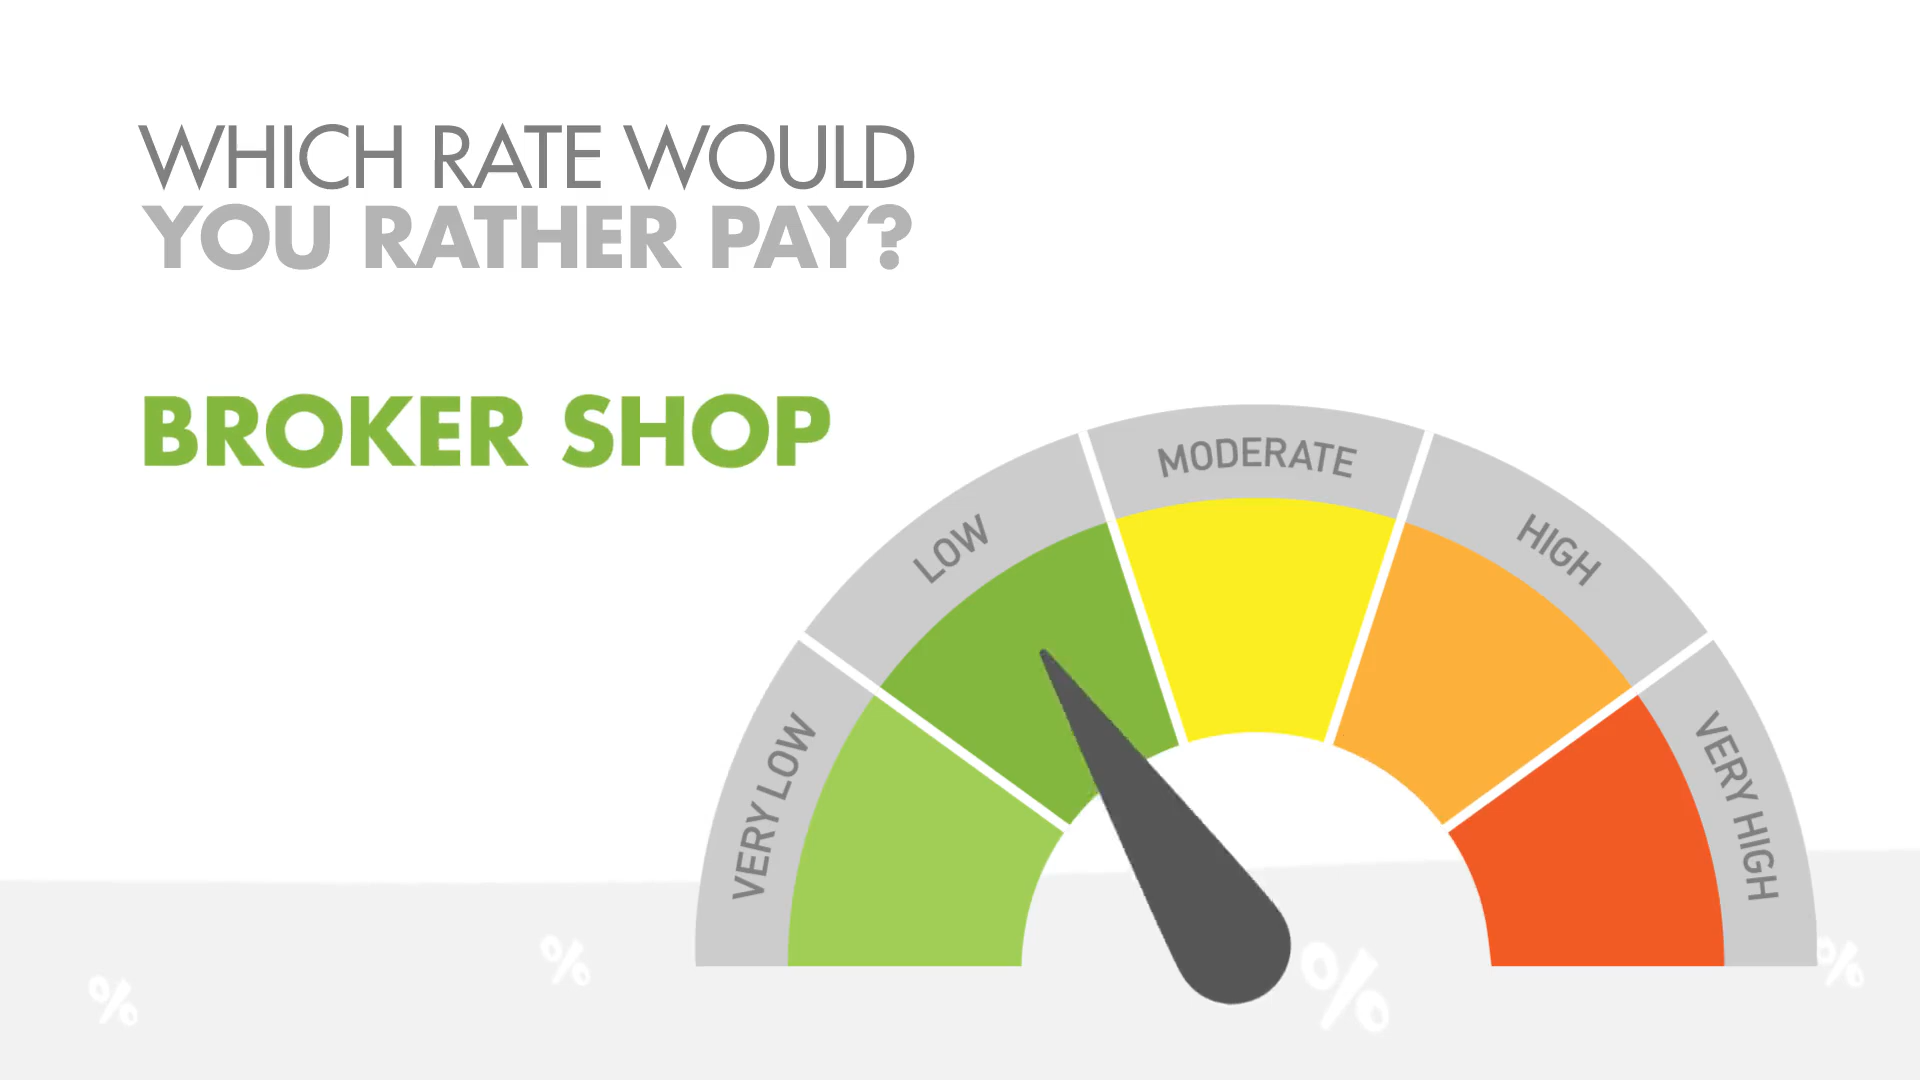 WHICH RATE WOULD
YOU RATHER PAY?
BROKER SHOP
VERY LOW
LOW
MODERATE
HIGH
VERY HIGH
%
%
%
%